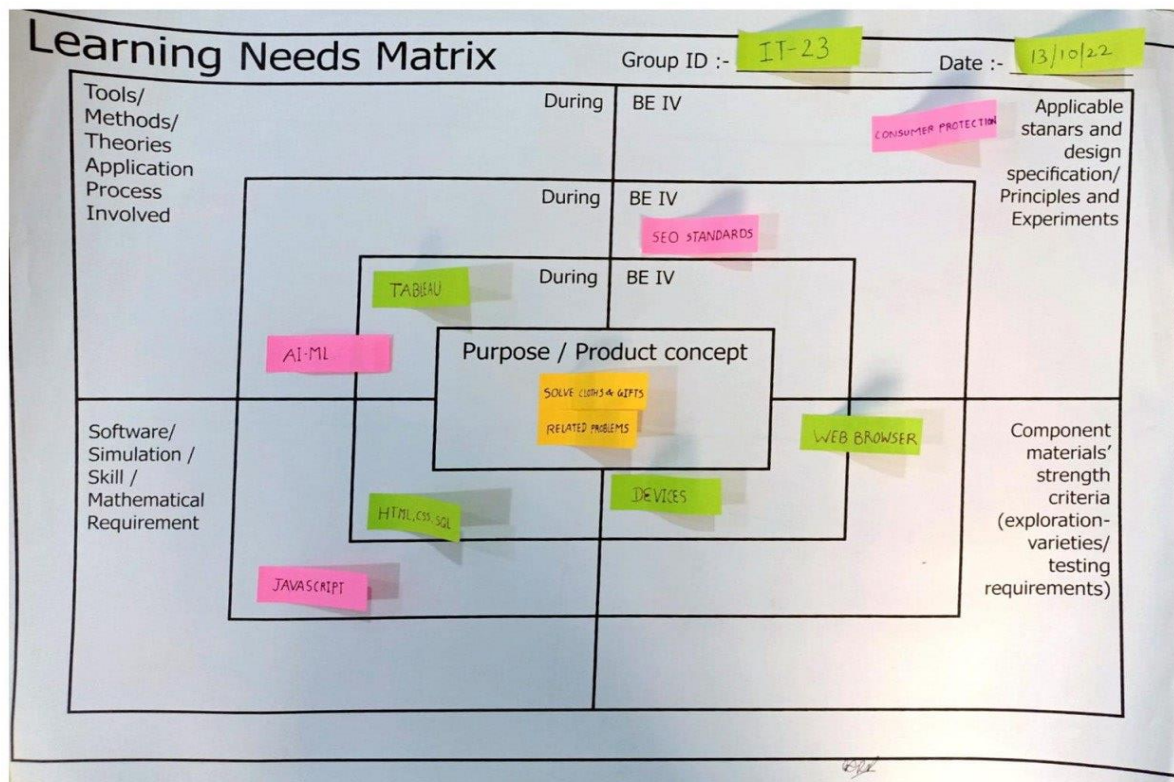 Learning Needs Matrix
Group ID :- IT-23
Date :- 13/10/22
Tools/
Methods/
Theories
Application
Process
Involved
During
BE IV
CONSUMER PROTECTION
Applicable
stanars and
design
specification/
Principles and
Experiments
During
BE IV
SEO STANDARDS
During
BE IV
TABLEAU
AI-ML
Purpose / Product concept
SOLVE CLOTHS & GIFTS
RELATED PROBLEMS
Software/
Simulation /
Skill /
Mathematical
Requirement
HTML, CSS, SQL
JAVASCRIPT
WEB BROWSER
DEVICES
Component
materials'
strength
criteria
(exploration-
varieties/
testing
requirements)